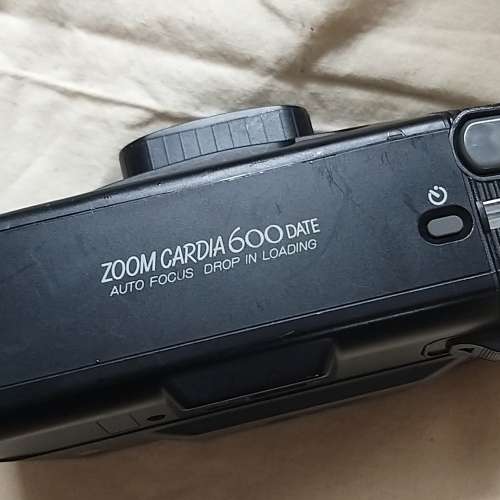 ZOOM CARDIA 600 DATE
AUTO FOCUS DROP IN LOADING